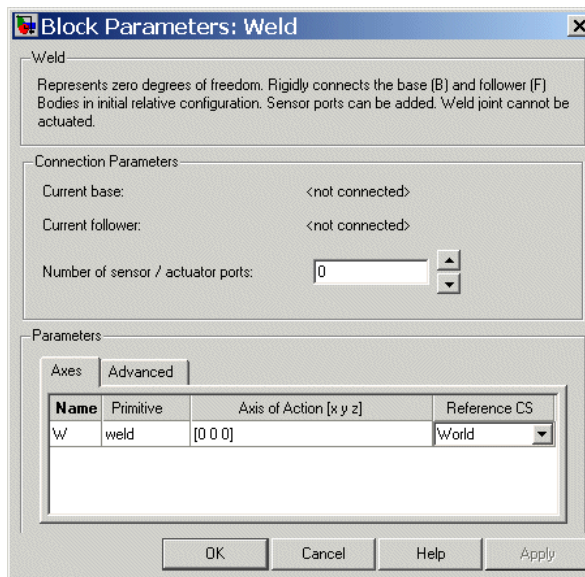 Block Parameters: Weld
Weld
Represents zero degrees of freedom. Rigidly connects the base (B) and follower (F)
Bodies in initial relative configuration. Sensor ports can be added. Weld joint cannot be
actuated.
Connection Parameters
Current base: <not connected>
Current follower: <not connected>
Number of sensor / actuator ports: 0
Parameters
Axes Advanced
Name Primitive Axis of Action [x y z] Reference CS
W weld [0 0 0] World
OK Cancel Help Apply